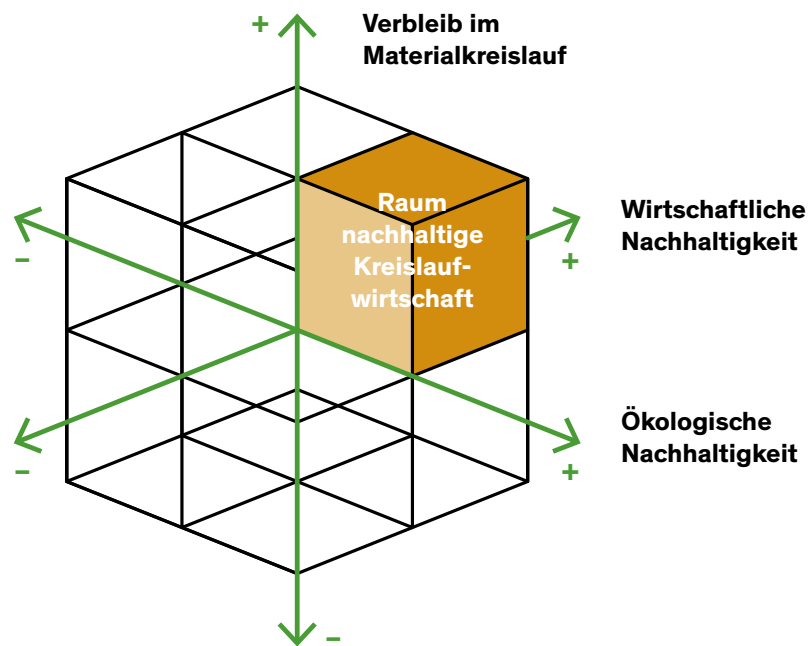 +
Verbleib im
Materialkreislauf
Raum
nachhaltige
Kreislauf-
wirtschaft
Wirtschaftliche
Nachhaltigkeit
–
+
Ökologische
Nachhaltigkeit
–
+
–